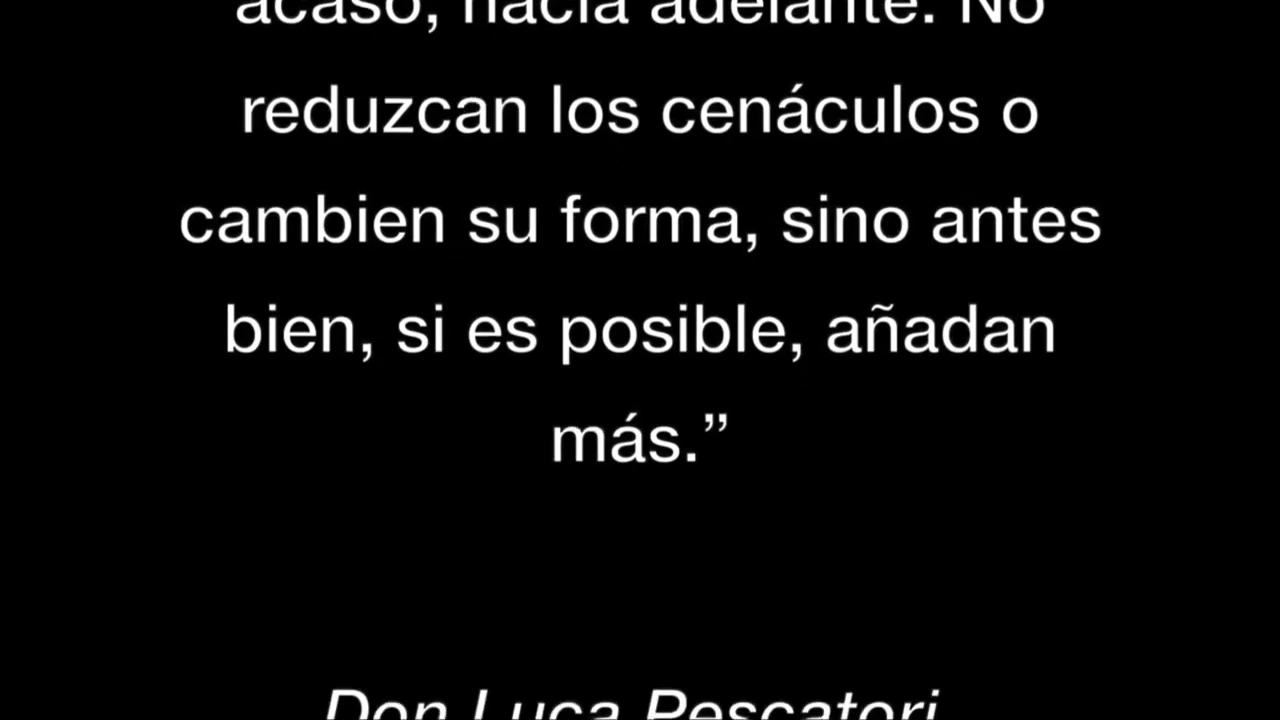 acaso, hacia adelante. No
reduzcan los cenáculos o
cambien su forma, sino antes
bien, si es posible, añadan
más.”
Don Luca Pescatori